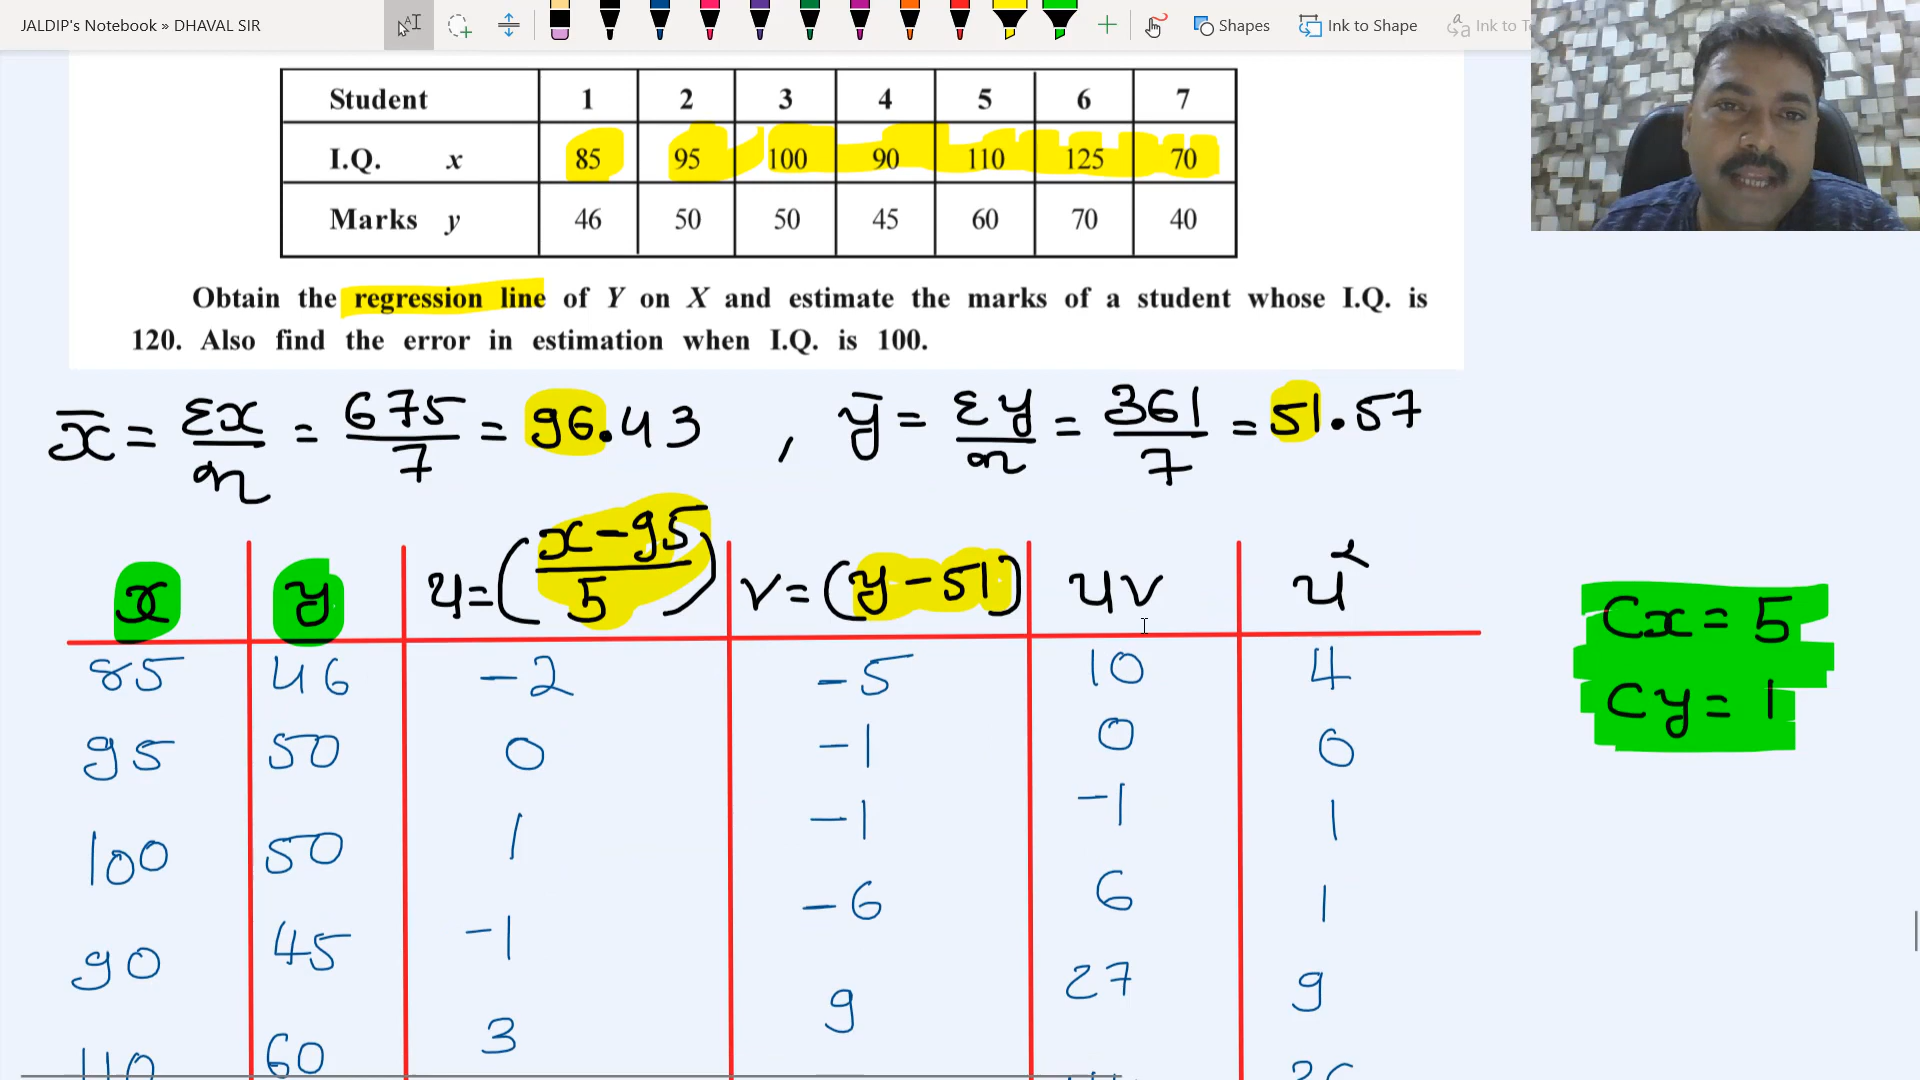 JALDIP's Notebook » DHAVAL SIR
Shapes
Ink to Shape
Ink to T
Student 1 2 3 4 5 6 7
I.Q. x 85 95 100 90 110 125 70
Marks y 46 50 50 45 60 70 40
Obtain the regression line of Y on X and estimate the marks of a student whose I.Q. is
120. Also find the error in estimation when I.Q. is 100.
x̄ = Σx/n = 675/7 = 96.43 , ȳ = Σy/n = 361/7 = 51.57
x y u=(x-95/5) v=(y-51) uv u²
Cx = 5
Cy = 1
85 46 -2 -5 10 4
95 50 0 -1 0 0
100 50 1 -1 -1 1
90 45 -1 -6 6 1
110 60 3 9 27 9